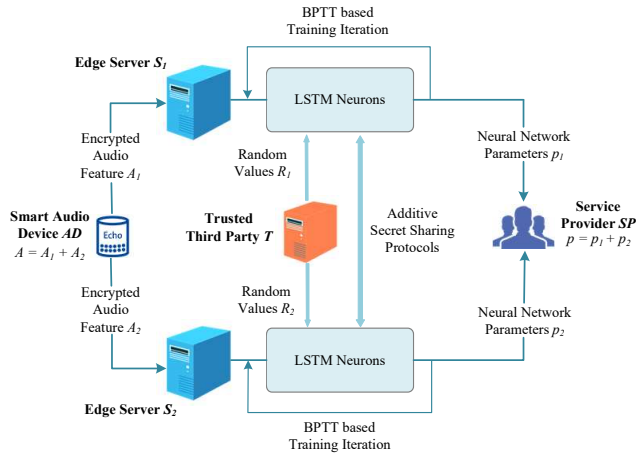 BPTT based
Training Iteration
Edge Server S1
LSTM Neurons
Encrypted
Audio
Feature A1
Random
Values R1
Neural Network
Parameters p1
Smart Audio
Device AD
A = A1 + A2
Echo
Trusted
Third Party T
Additive
Secret Sharing
Protocols
Service
Provider SP
p = p1 + p2
Encrypted
Audio
Feature A2
Random
Values R2
Neural Network
Parameters p2
LSTM Neurons
Edge Server S2
BPTT based
Training Iteration